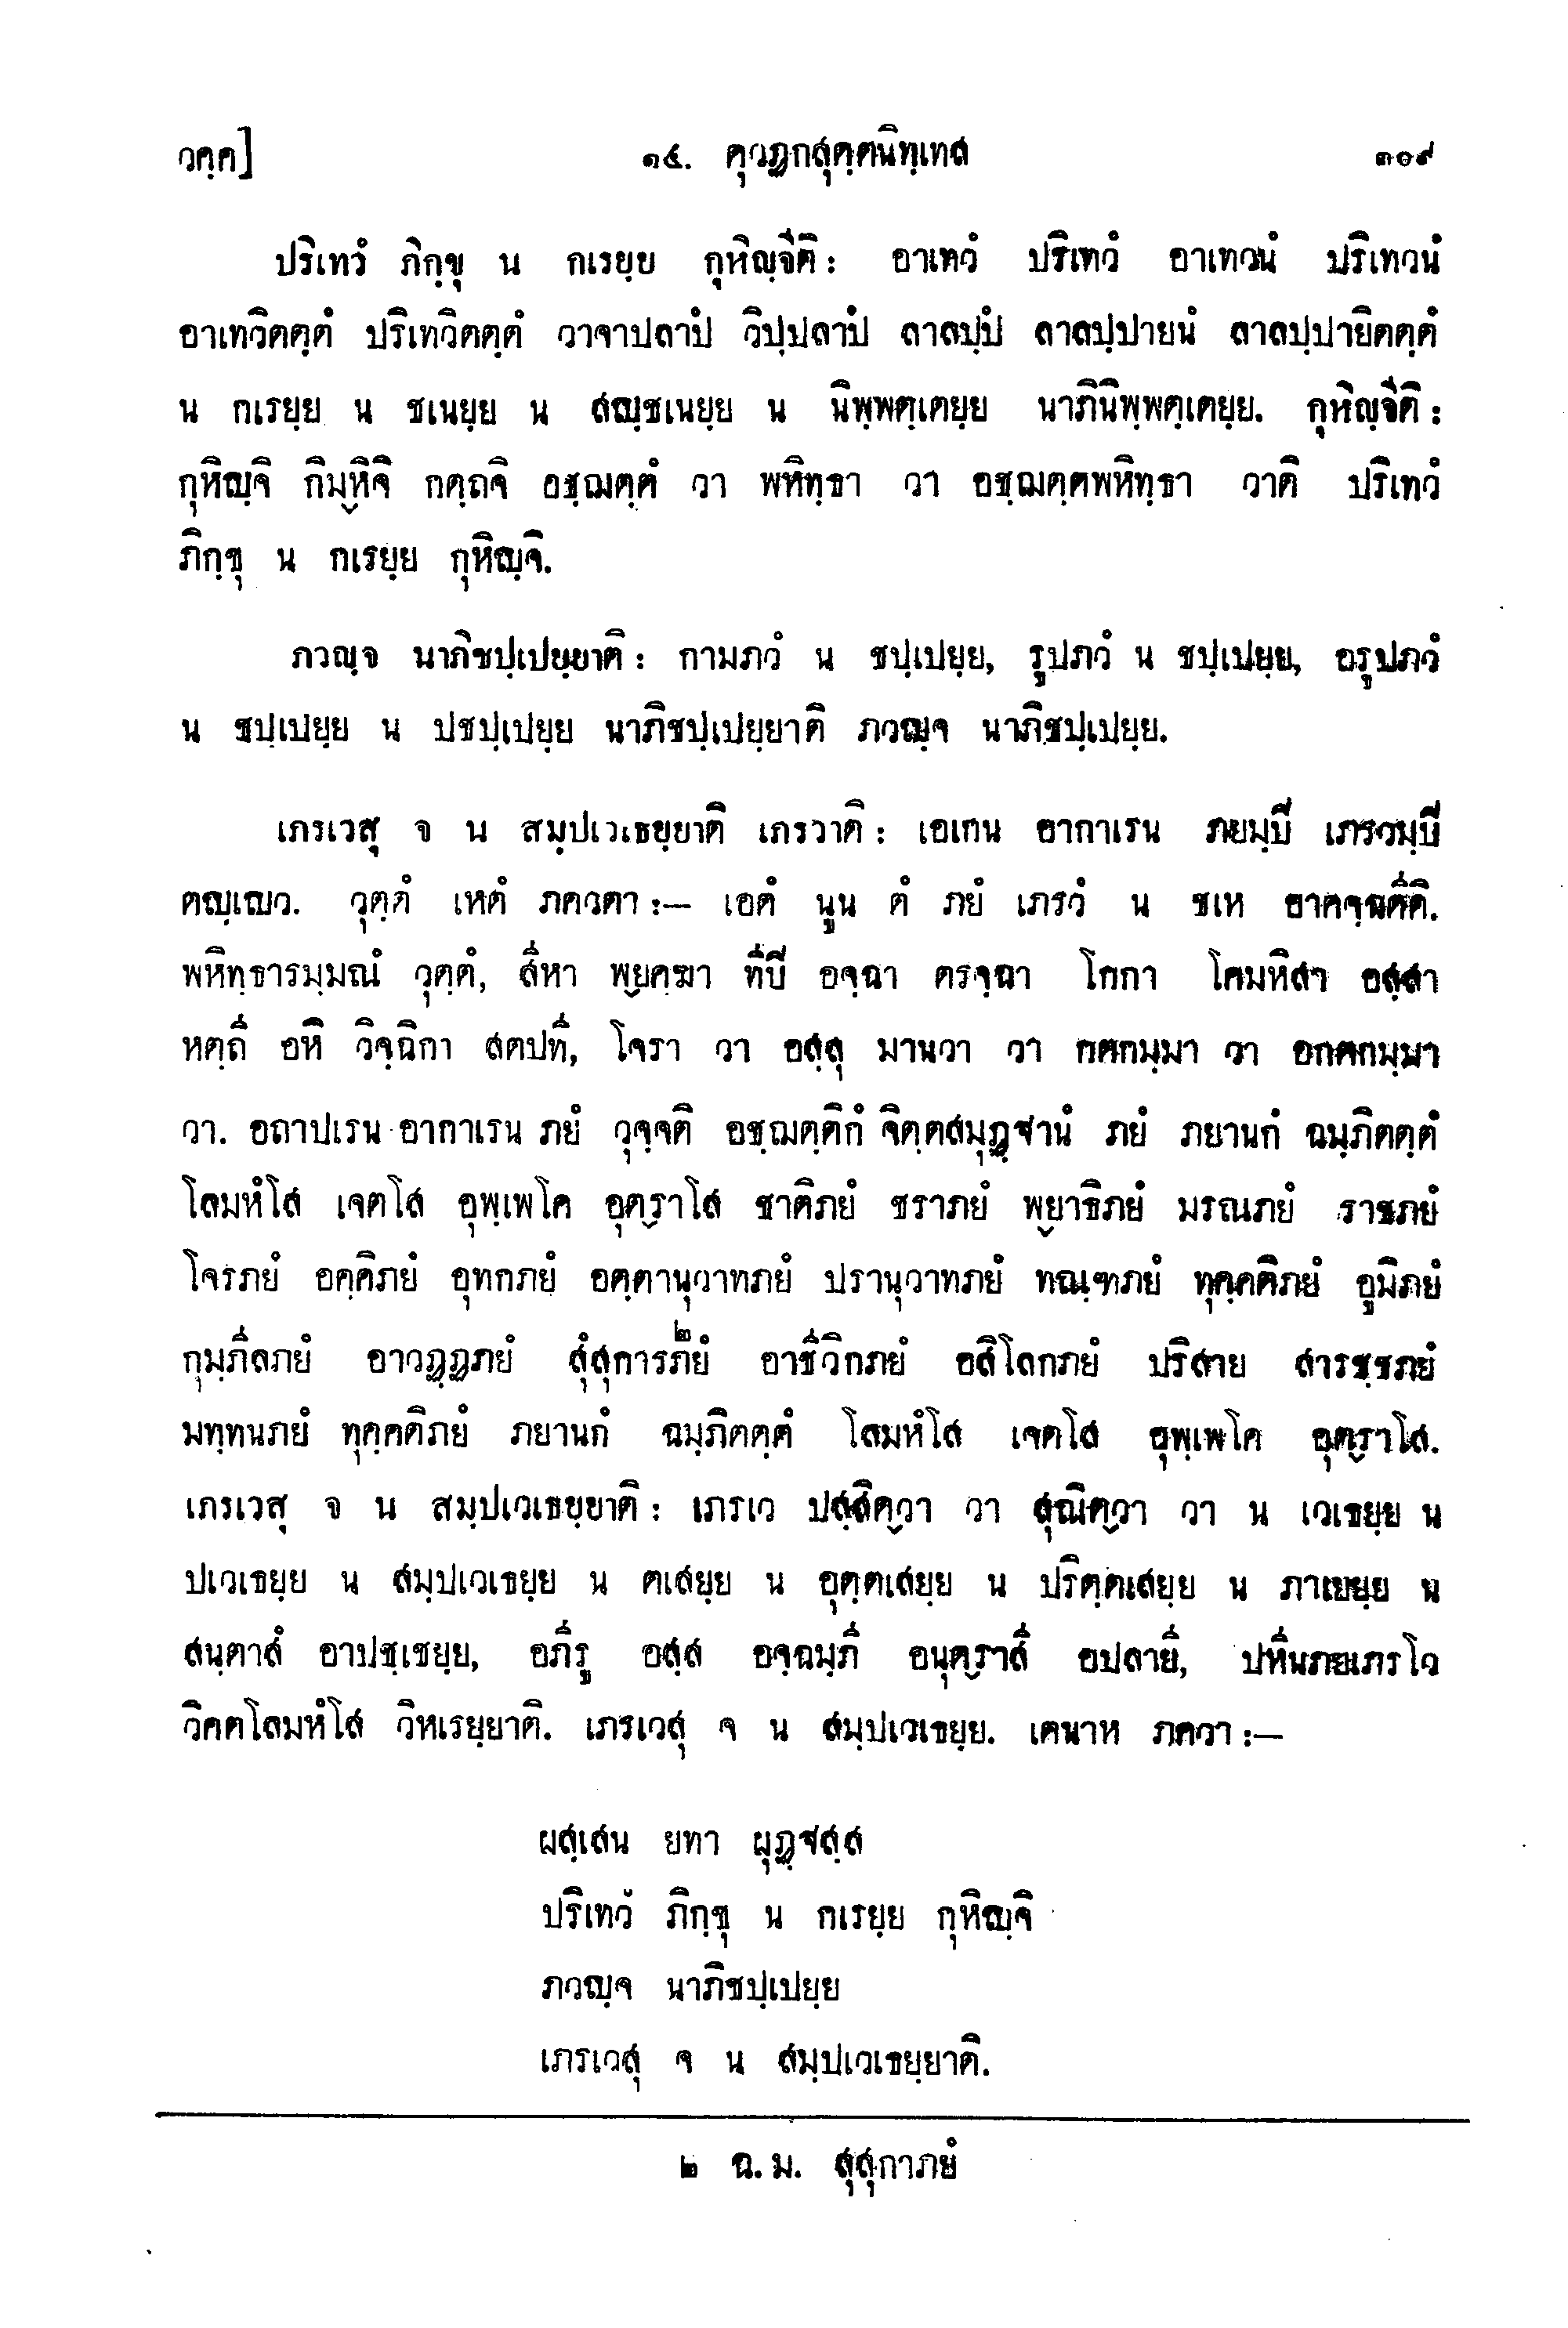 วคฺค]
๑๔. ตุวฏกสุตฺตนิทฺเทส
๓๐๙
ปริเทวํ ภิกฺขุ น กเรยฺย กุหิญฺจีติ: อาเทวํ ปริเทวํ อาเทวนํ ปริเทวนํ
อาเทวิตตฺตํ ปริเทวิตตฺตํ วาจาปลาปํ วิปฺปลาปํ ลาลปฺปํ ลาลปฺปายนํ ลาลปฺปายิตตฺตํ
น กเรยฺย น ชเนยฺย น สญฺชเนยฺย น นิพฺพตฺเตยฺย นาภินิพฺพตฺเตยฺย. กุหิญฺจีติ:
กุหิญฺจิ กิมฺหิจิ กตฺถจิ อชฺฌตฺตํ วา พหิทฺธา วา อชฺฌตฺตพหิทฺธา วาติ ปริเทวํ
ภิกฺขุ น กเรยฺย กุหิญฺจิ.
ภวญฺจ นาภิชปฺเปยฺยาติ: กามภวํ น ชปฺเปยฺย, รูปภวํ น ชปฺเปยฺย, อรูปภวํ
น ชปฺเปยฺย น ปชปฺเปยฺย นาภิชปฺเปยฺยาติ ภวญฺจ นาภิชปฺเปยฺย.
เภรเวสุ จ น สมฺปเวเธยฺยาติ เภรวาติ: เอเกน อากาเรน ภยมฺปี เภรวมฺปี
ตญฺเญว. วุตฺตํ เหตํ ภควตา:— เอตํ นูน ตํ ภยํ เภรวํ น ชเห อาคจฺฉตีติ.
พหิทฺธารมฺมณํ วุตฺตํ, สีหา พฺยคฺฆา ทีปี อจฺฉา ตรจฺฉา โกกา โคมหิสา อสฺสา
หตฺถี อหิ วิจฺฉิกา สตปที, โจรา วา อสฺสุ มานวา วา กตกมฺมา วา อกตกมฺมา
วา. อถาปเรน อากาเรน ภยํ วุจฺจติ อชฺฌตฺติกํ จิตฺตสมุฏฺฐานํ ภยํ ภยานกํ ฉมฺภิตตฺตํ
โลมหํโส เจตโส อุพฺเพโค อุตฺราโส ชาติภยํ ชราภยํ พฺยาธิภยํ มรณภยํ ราชภยํ
โจรภยํ อคฺคิภยํ อุทกภยํ อตฺตานุวาทภยํ ปรานุวาทภยํ ทณฺฑภยํ ทุคฺคติภยํ อูมิภยํ
กุมฺภีลภยํ อาวฏฺฏภยํ สุํสุการภยํ๒ อาชีวิกภยํ อสิโลกภยํ ปริสาย สารชฺชภยํ
มทฺทนภยํ ทุคฺคติภยํ ภยานกํ ฉมฺภิตตฺตํ โลมหํโส เจตโส อุพฺเพโค อุตฺราโส.
เภรเวสุ จ น สมฺปเวเธยฺยาติ: เภรเว ปสฺสิตฺวา วา สุณิตฺวา วา น เวเธยฺย น
ปเวเธยฺย น สมฺปเวเธยฺย น ตเสยฺย น อุตฺตเสยฺย น ปริตฺตเสยฺย น ภาเยยฺย น
สนฺตาสํ อาปชฺเชยฺย, อภีรู อสฺส อจฺฉมฺภี อนุตฺราสี อปลายี, ปหีนภยเภรโว
วิคตโลมหํโส วิหเรยฺยาติ. เภรเวสุ จ น สมฺปเวเธยฺย. เตนาห ภควา:—
ผสฺเสน ยทา ผุฏฺฐสฺส
ปริเทวํ ภิกฺขุ น กเรยฺย กุหิญฺจิ
ภวญฺจ นาภิชปฺเปยฺย
เภรเวสุ จ น สมฺปเวเธยฺยาติ.
๒ ฉ. ม. สุสุกาภยํ